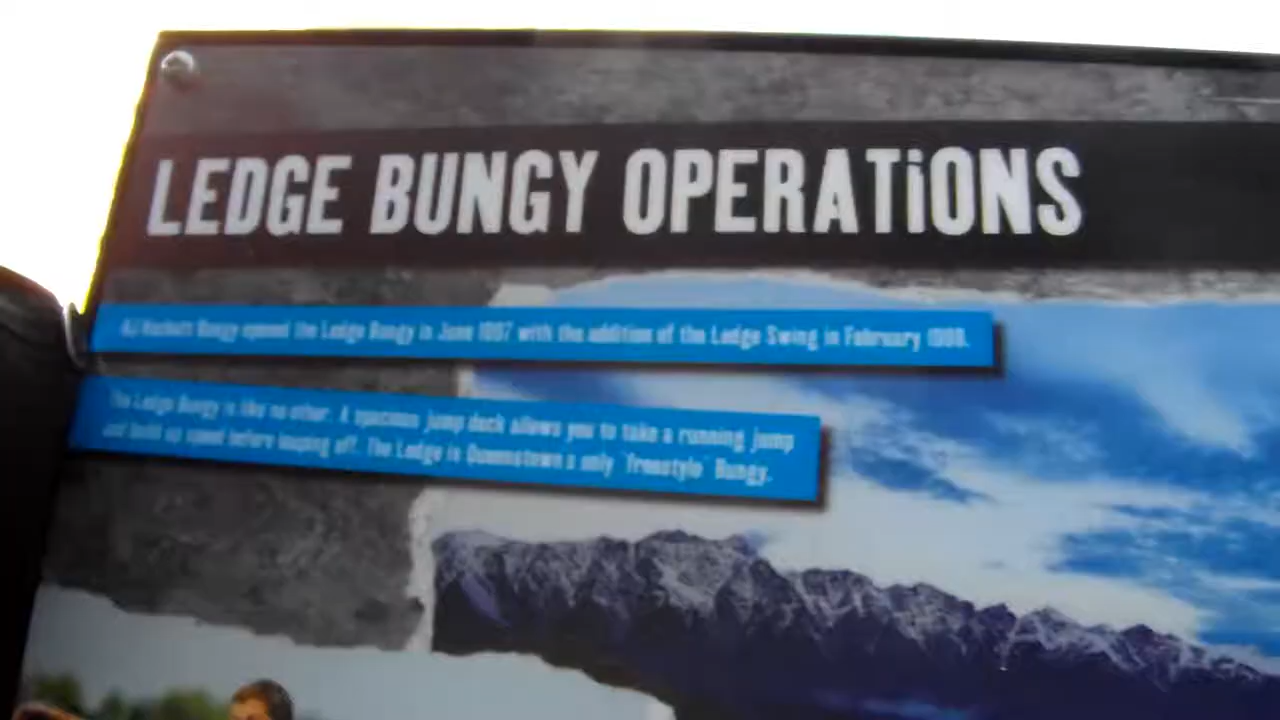 LEDGE BUNGY OPERATiONS
AJ Hackett Bungy opened the Ledge Bungy in June 1997 with the addition of the Ledge Swing in February
The Ledge Bungy is like no other. A specious jump deck allows you to take a running jump
and build up speed before leaping off. The Ledge is Queenstown's only "Freestyle" Bungy.